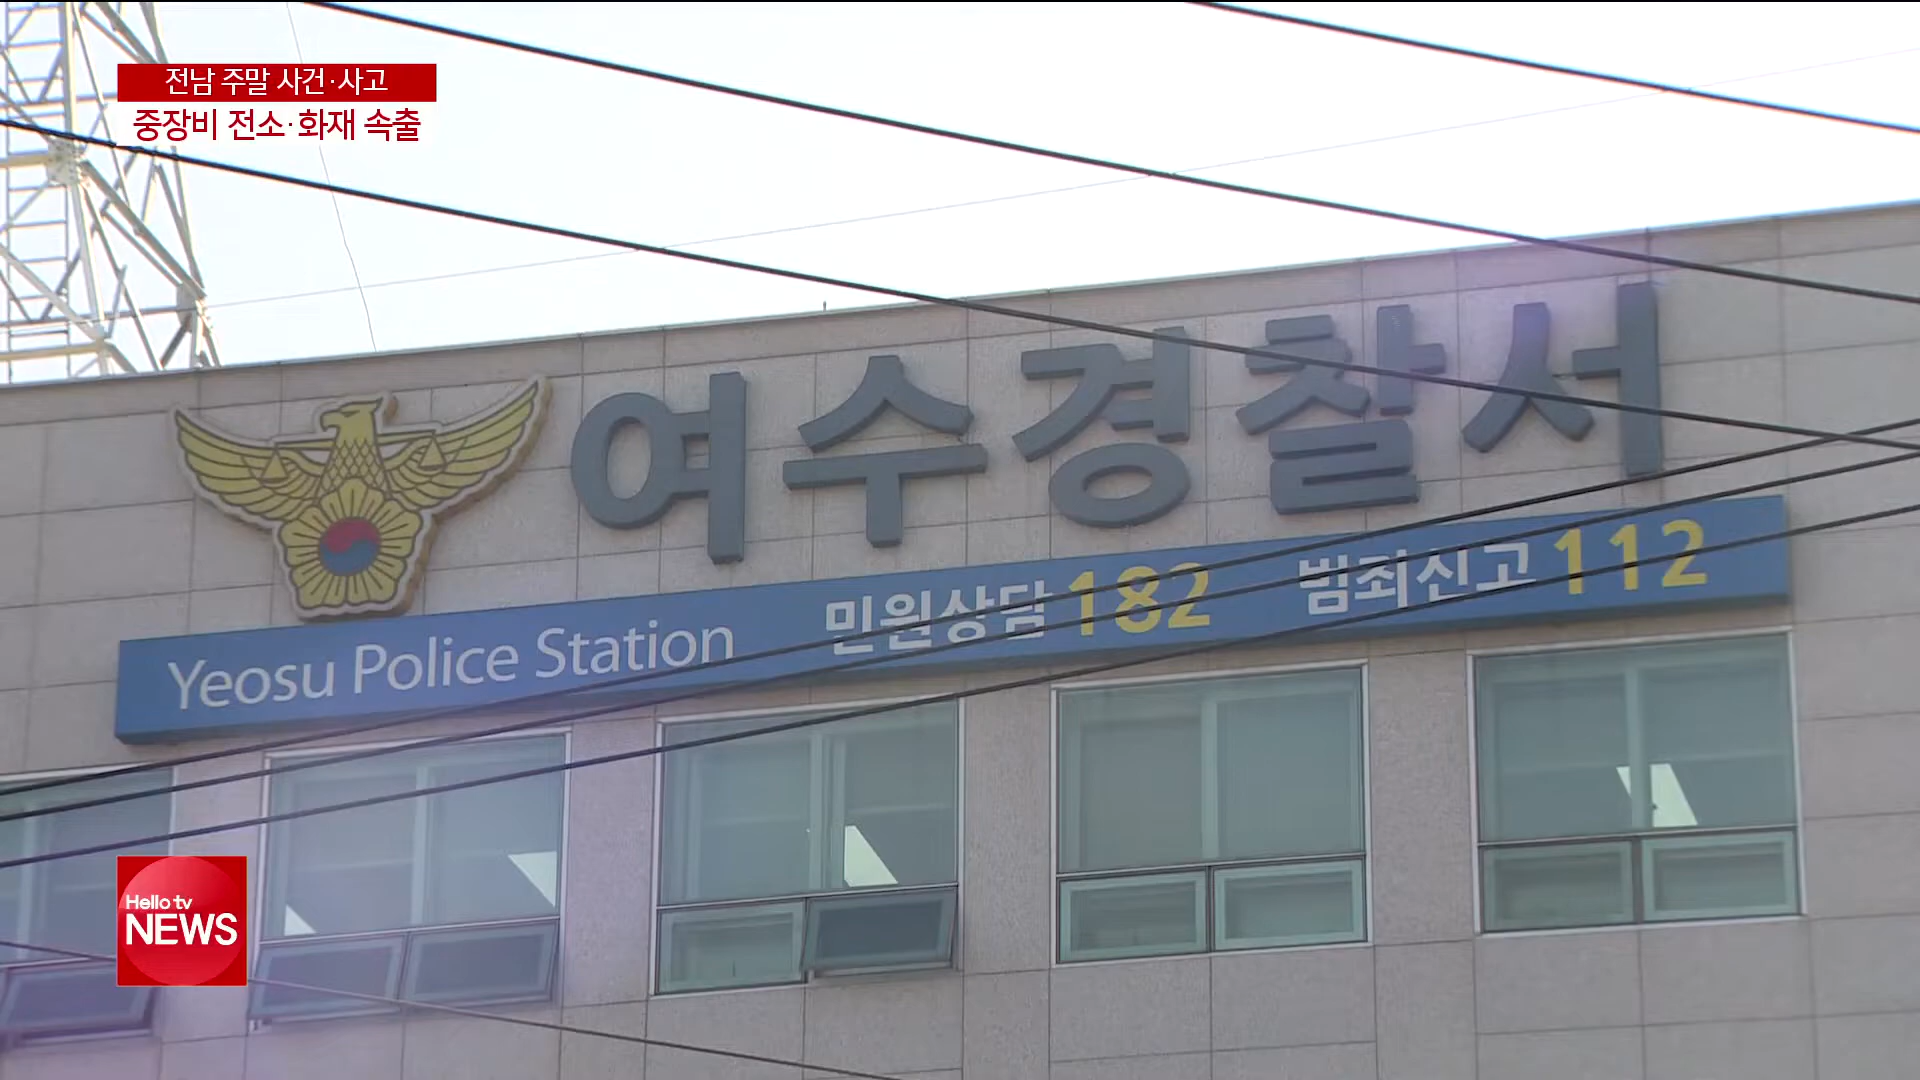 전남 주말 사건·사고
중장비 전소·화재 속출
여수경찰서
Yeosu Police Station 민원상담 182 범죄신고 112
Hello tv
NEWS